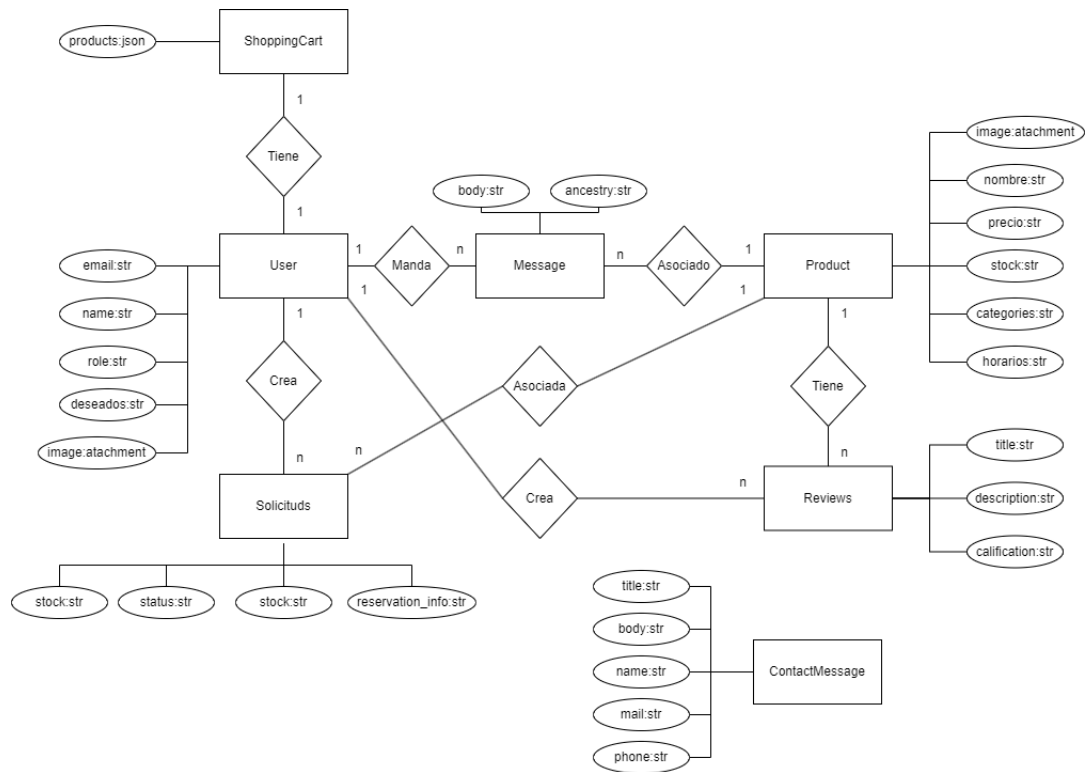 products:json
ShoppingCart
1
Tiene
1
image:atachment
nombre:str
precio:str
stock:str
categories:str
horarios:str
body:str
ancestry:str
email:str
name:str
role:str
deseados:str
image:atachment
User
1
Manda
n
Message
n
Asociado
1
Product
1
1
1
1
Crea
n
Asociada
n
Tiene
n
Solicituds
Crea
n
Reviews
title:str
description:str
calification:str
stock:str
status:str
stock:str
reservation_info:str
title:str
body:str
name:str
mail:str
phone:str
ContactMessage